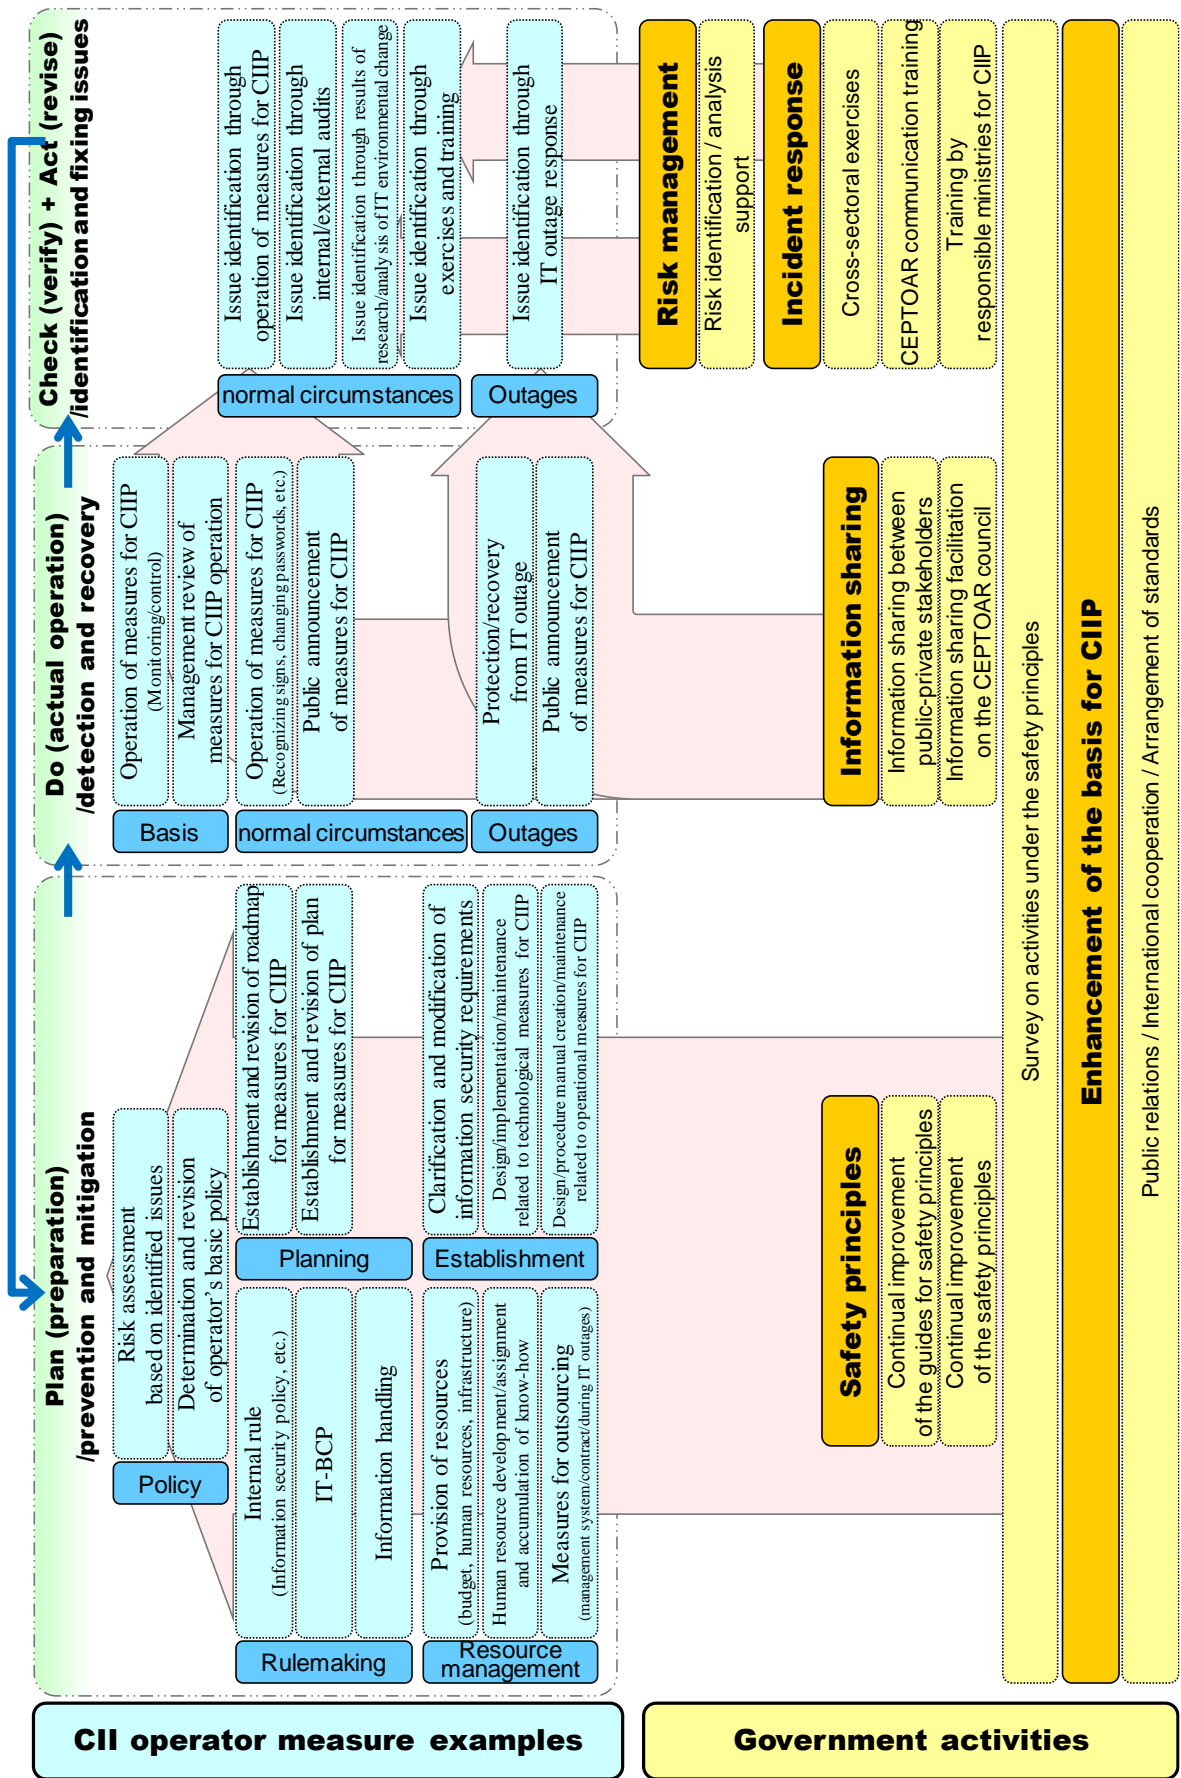 Plan (preparation)
/prevention and mitigation
Do (actual operation)
/detection and recovery
Check (verify) + Act (revise)
/identification and fixing issues
CII operator measure examples
Policy
Risk assessment
based on identified issues
Determination and revision
of operator’s basic policy
Rulemaking
Internal rule
(Information security policy, etc.)
IT-BCP
Information handling
Planning
Establishment and revision of roadmap
for measures for CIIP
Establishment and revision of plan
for measures for CIIP
Resource
management
Provision of resources
(budget, human resources, infrastructure)
Human resource development/assignment
and accumulation of know-how
Measures for outsourcing
(management system/contract/during IT outages)
Establishment
Clarification and modification of
information security requirements
Design/implementation/maintenance
related to technological measures for CIIP
Design/procedure manual creation/maintenance
related to operational measures for CIIP
Basis
Operation of measures for CIIP
(Monitoring/control)
Management review of
measures for CIIP operation
normal circumstances
Operation of measures for CIIP
(Recognizing signs, changing passwords, etc.)
Public announcement
of measures for CIIP
Outages
Protection/recovery
from IT outage
Public announcement
of measures for CIIP
normal circumstances
Issue identification through
operation of measures for CIIP
Issue identification through
internal/external audits
Issue identification through results of
research/analysis of IT environmental change
Issue identification through
exercises and training
Outages
Issue identification through
IT outage response
Government activities
Safety principles
Continual improvement
of the guides for safety principles
Continual improvement
of the safety principles
Information sharing
Information sharing between
public-private stakeholders
Information sharing facilitation
on the CEPTOAR council
Risk management
Risk identification / analysis
support
Incident response
Cross-sectoral exercises
CEPTOAR communication training
Training by
responsible ministries for CIIP
Survey on activities under the safety principles
Enhancement of the basis for CIIP
Public relations / International cooperation / Arrangement of standards